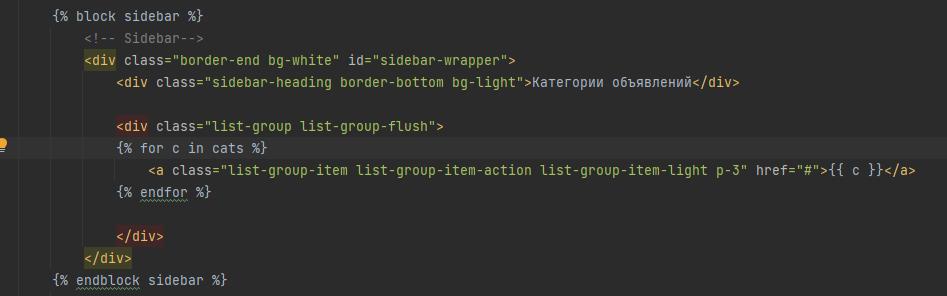 {% block sidebar %}
<!-- Sidebar-->
<div class="border-end bg-white" id="sidebar-wrapper">
<div class="sidebar-heading border-bottom bg-light">Категории объявлений</div>
<div class="list-group list-group-flush">
{% for c in cats %}
<a class="list-group-item list-group-item-action list-group-item-light p-3" href="#">{{ c }}</a>
{% endfor %}
</div>
</div>
{% endblock sidebar %}